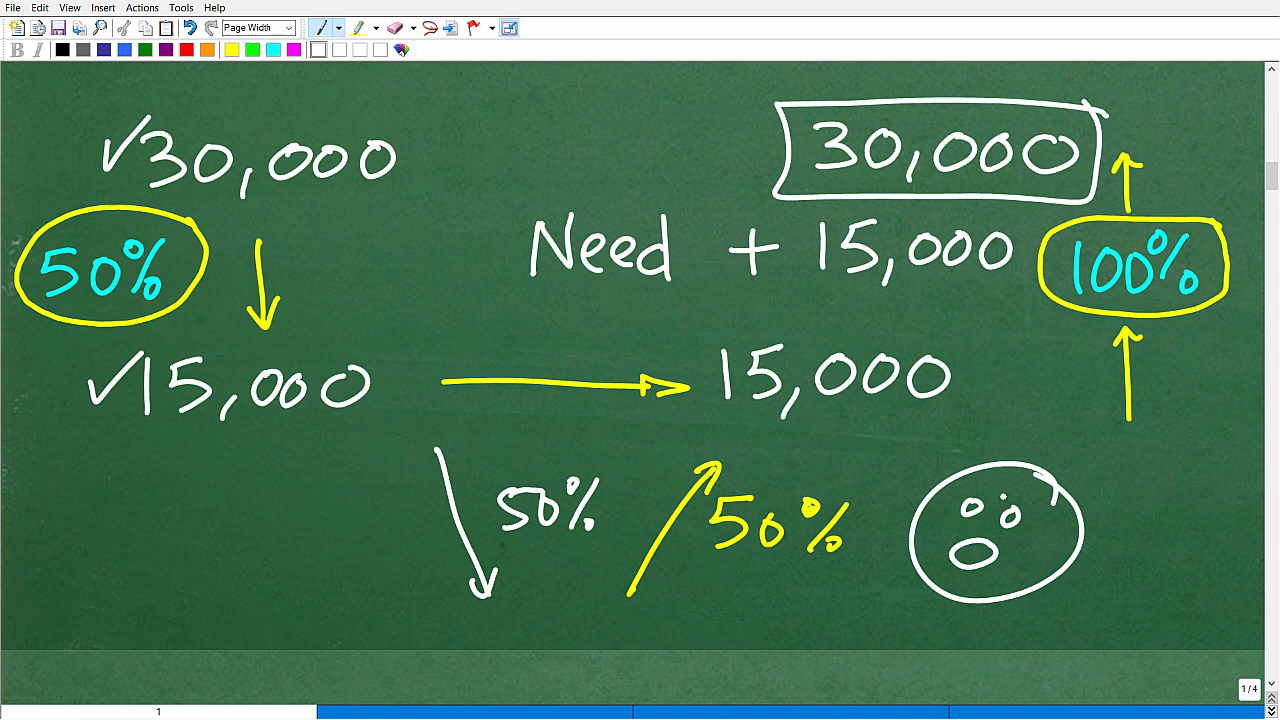 File Edit View Insert Actions Tools Help
Page Width
B I
✓30,000
30,000
50%
Need + 15,000
100%
✓15,000
15,000
50%
50%
1/4
1